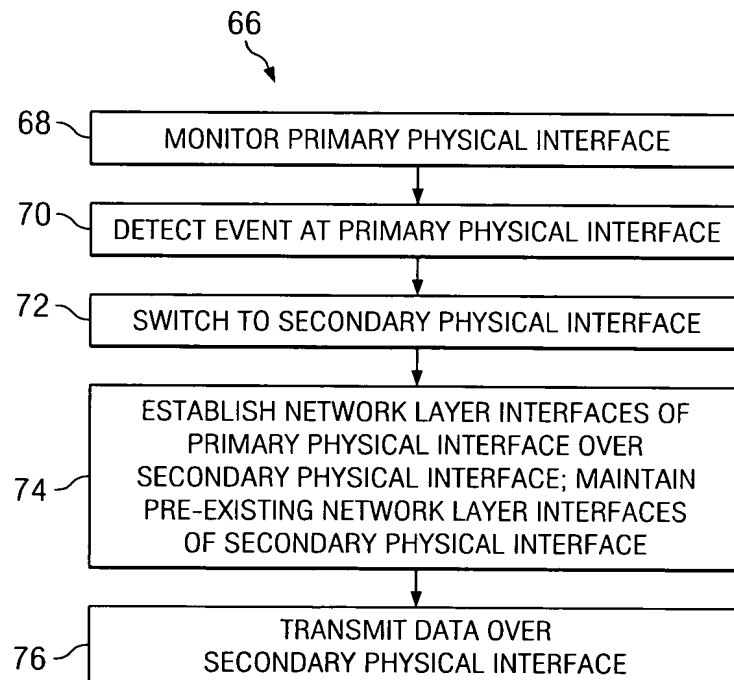 66
68
MONITOR PRIMARY PHYSICAL INTERFACE
70
DETECT EVENT AT PRIMARY PHYSICAL INTERFACE
72
SWITCH TO SECONDARY PHYSICAL INTERFACE
74
ESTABLISH NETWORK LAYER INTERFACES OF
PRIMARY PHYSICAL INTERFACE OVER
SECONDARY PHYSICAL INTERFACE; MAINTAIN
PRE-EXISTING NETWORK LAYER INTERFACES
OF SECONDARY PHYSICAL INTERFACE
76
TRANSMIT DATA OVER
SECONDARY PHYSICAL INTERFACE